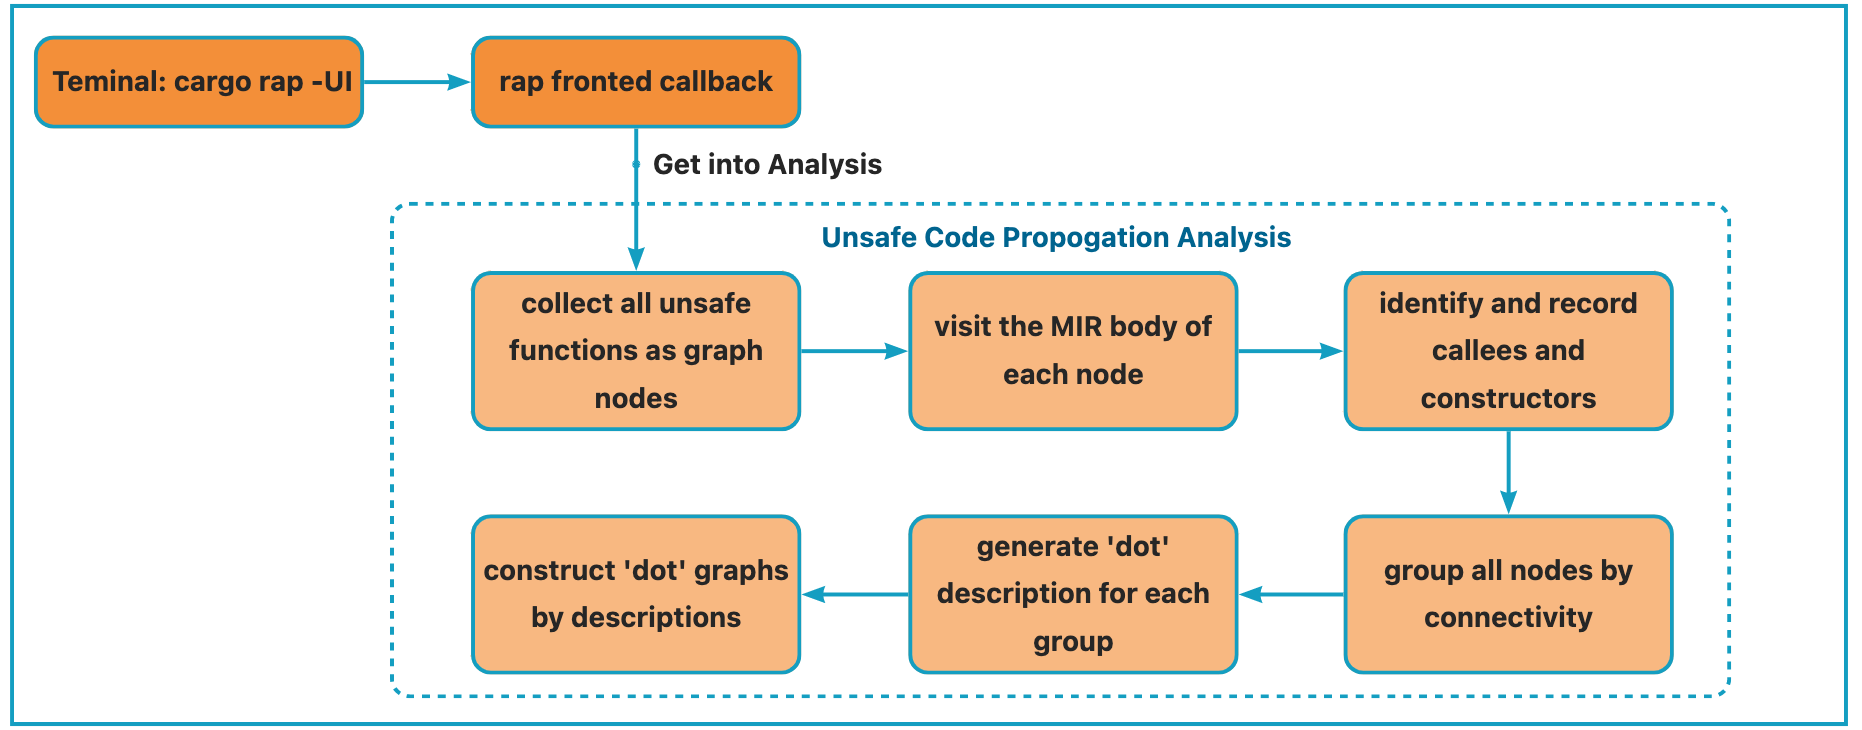 Teminal: cargo rap -UI
rap fronted callback
Get into Analysis
Unsafe Code Propogation Analysis
collect all unsafe
functions as graph
nodes
visit the MIR body of
each node
identify and record
callees and
constructors
group all nodes by
connectivity
generate 'dot'
description for each
group
construct 'dot' graphs
by descriptions